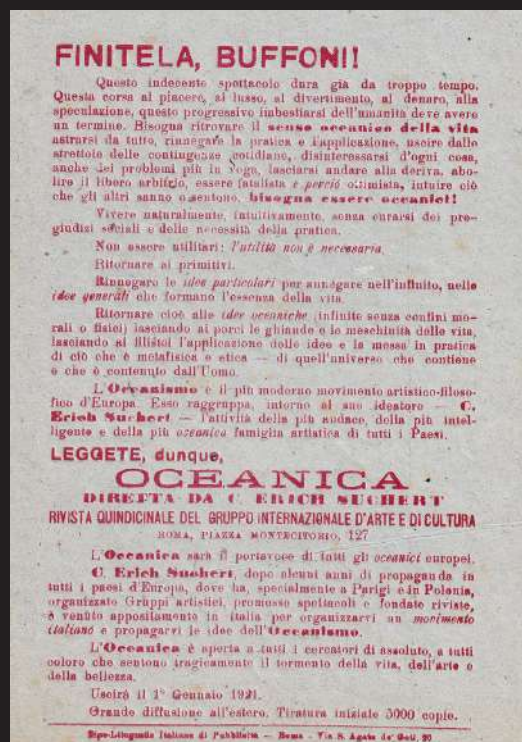 FINITELA, BUFFONI!
Questo indecente spettacolo dura già da troppo tempo.
Questa corsa al piacere, al lusso, al divertimento, al denaro, alla
speculazione, questo progressivo imbestiarsi dell'umanità deve avere
un termine. Bisogna ritrovare il senso oceanico della vita
astrarsi da tutto, rinnegare la pratica e l'applicazione, uscire dalle
strettoie delle contingenze cotidiane, disinteressarsi d'ogni cosa,
anche dei problemi più in voga, lasciarsi andare alla deriva, abo-
lire il libero arbitrio, essere fatalista e perciò ottimista, intuire ciò
che gli altri sanno o sentono, bisogna essere oceanici!
Vivere naturalmente, intuitivamente, senza curarsi dei pre-
giudizi sociali e delle necessità della pratica.
Non essere utilitari: l'utilità non è necessaria.
Ritornare ai primitivi.
Rinnegare le idee particolari per annegare nell'infinito, nelle
idee generali che formano l'essenza della vita.
Ritornare cioè alle idee oceaniche (infinite senza confini mo-
rali o fisici) lasciando ai porci le ghiande e le meschinità della vita,
lasciando ai filistei l'applicazione delle idee e la messa in pratica
di ciò che è metafisica e etica — di quell'universo che contiene
e che è contenuto dall'Uomo.
L'Oceanismo è il più moderno movimento artistico-filoso-
fico d'Europa. Esso raggruppa, intorno al suo ideatore — C.
Erich Suchert — l'attività della più audace, della più intel-
ligente e della più oceanica famiglia artistica di tutti i Paesi.
LEGGETE, dunque,
OCEANICA
DIRETTA DA C. ERICH SUCHERT
RIVISTA QUINDICINALE DEL GRUPPO INTERNAZIONALE D'ARTE E DI CULTURA
ROMA, PIAZZA MONTECITORIO, 127
L'Oceanica sarà il portavoce di tutti gli oceanici europei.
C. Erich Suchert, dopo alcuni anni di propaganda in
tutti i paesi d'Europa, dove ha, specialmente a Parigi e in Polonia,
organizzato Gruppi artistici, promosse spettacoli e fondate riviste,
è venuto appositamente in Italia per organizzarvi un movimento
italiano e propagarvi le idee dell'Oceanismo.
L'Oceanica è aperta a tutti i cercatori di assoluto, a tutti
coloro che sentono tragicamente il tormento della vita, dell'arte e
della bellezza.
Uscirà il 1° Gennaio 1921.
Grande diffusione all'estero. Tiratura iniziale 5000 copie.
Italiana di Pubblicità — Roma - Via S. Agata de' Goti, 20